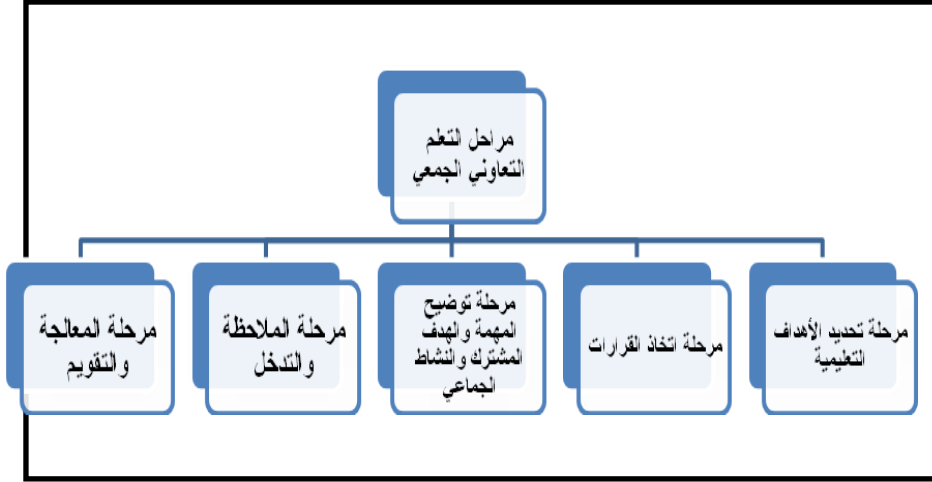 مراحل التعلم
التعاوني الجمعي
مرحلة تحديد الأهداف
التعليمية
مرحلة اتخاذ القرارات
مرحلة توضيح
المهمة والهدف
المشترك والنشاط
الجماعي
مرحلة الملاحظة
والتدخل
مرحلة المعالجة
والتقويم